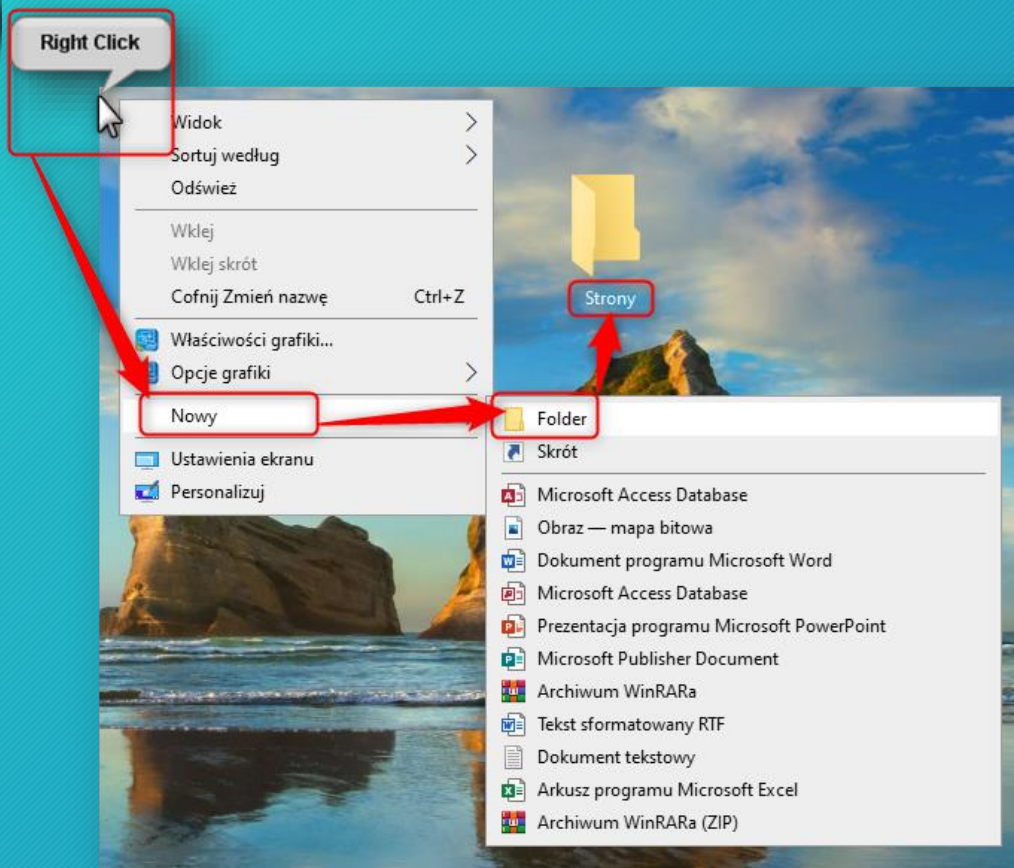 Right Click
Widok
Sortuj według
Odśwież
Wklej
Wklej skrót
Cofnij Zmień nazwę Ctrl+Z
Właściwości grafiki...
Opcje grafiki
Nowy
Ustawienia ekranu
Personalizuj
Strony
Folder
Skrót
Microsoft Access Database
Obraz — mapa bitowa
Dokument programu Microsoft Word
Microsoft Access Database
Prezentacja programu Microsoft PowerPoint
Microsoft Publisher Document
Archiwum WinRARa
Tekst sformatowany RTF
Dokument tekstowy
Arkusz programu Microsoft Excel
Archiwum WinRARa (ZIP)